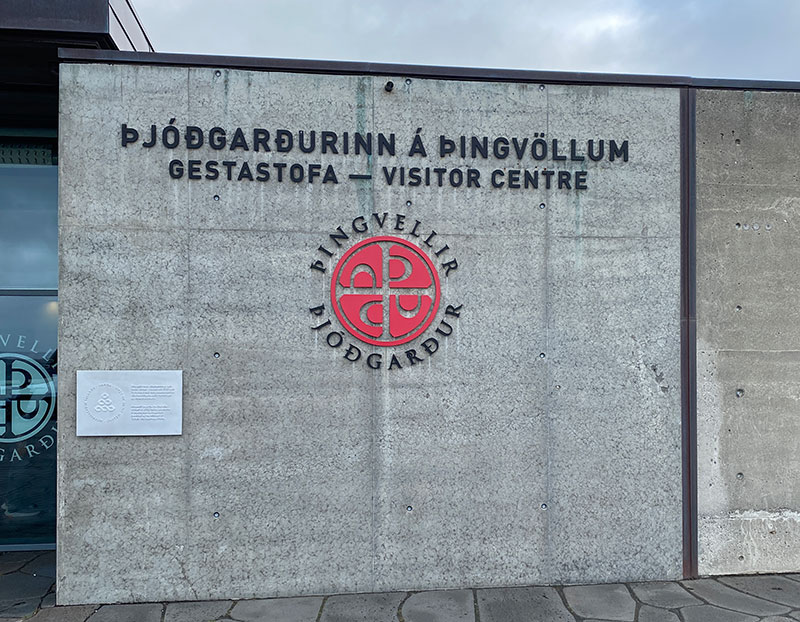 ÞJÓÐGARÐURINN Á ÞINGVÖLLUM
GESTASTOFA — VISITOR CENTRE
ÞINGVELLIR
ÞJÓÐGARÐUR